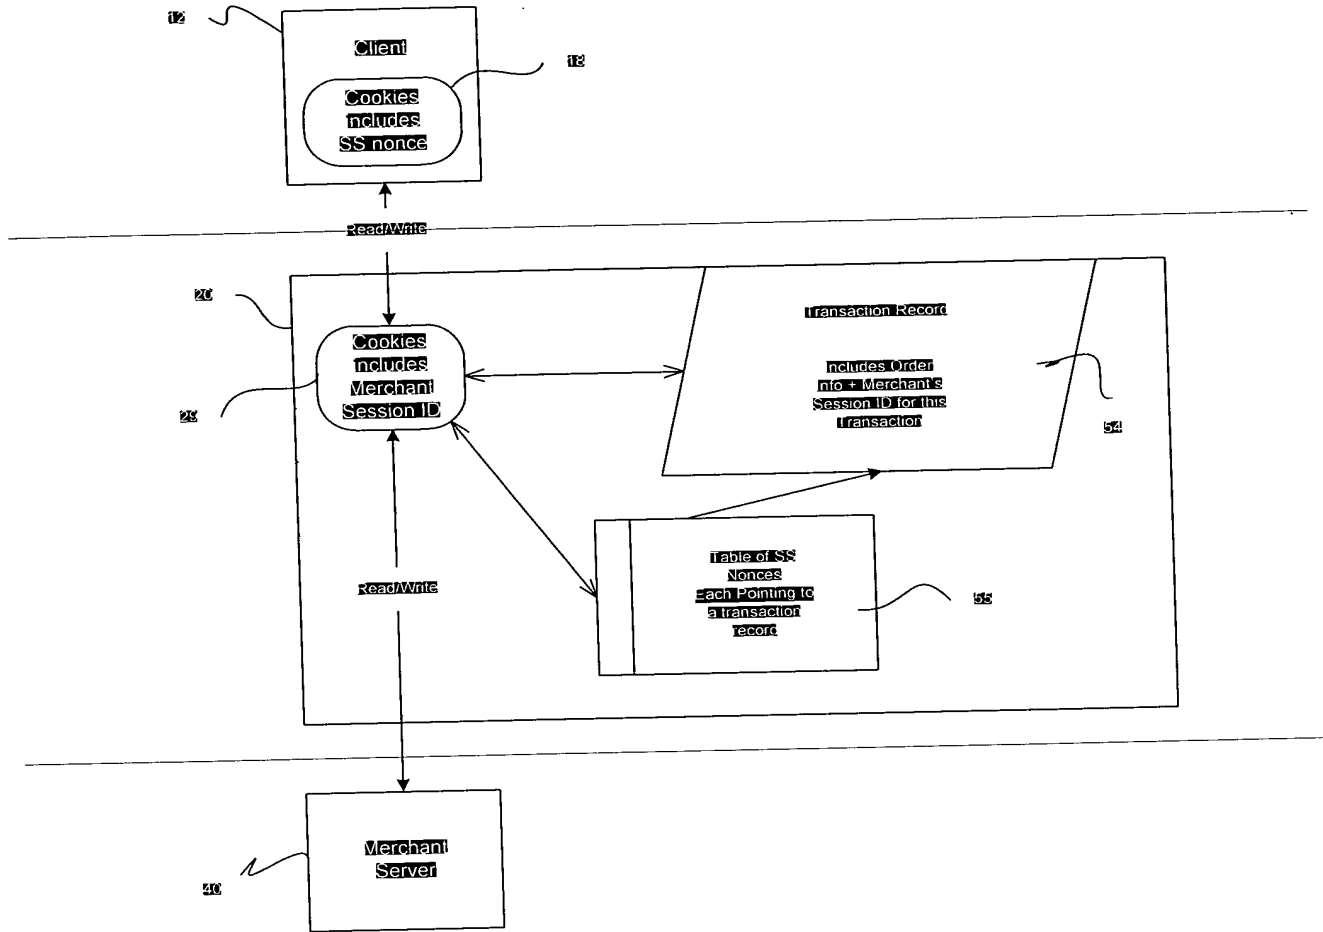 12
Client
18
Cookies
includes
SS nonce
Read/Write
20
Transaction Record
Cookies
includes
Merchant
Session ID
Includes Order
Info + Merchant's
Session ID for this
Transaction
54
Table of SS
Nonces
Each Pointing to
a transaction
record
55
Read/Write
Merchant
Server
40